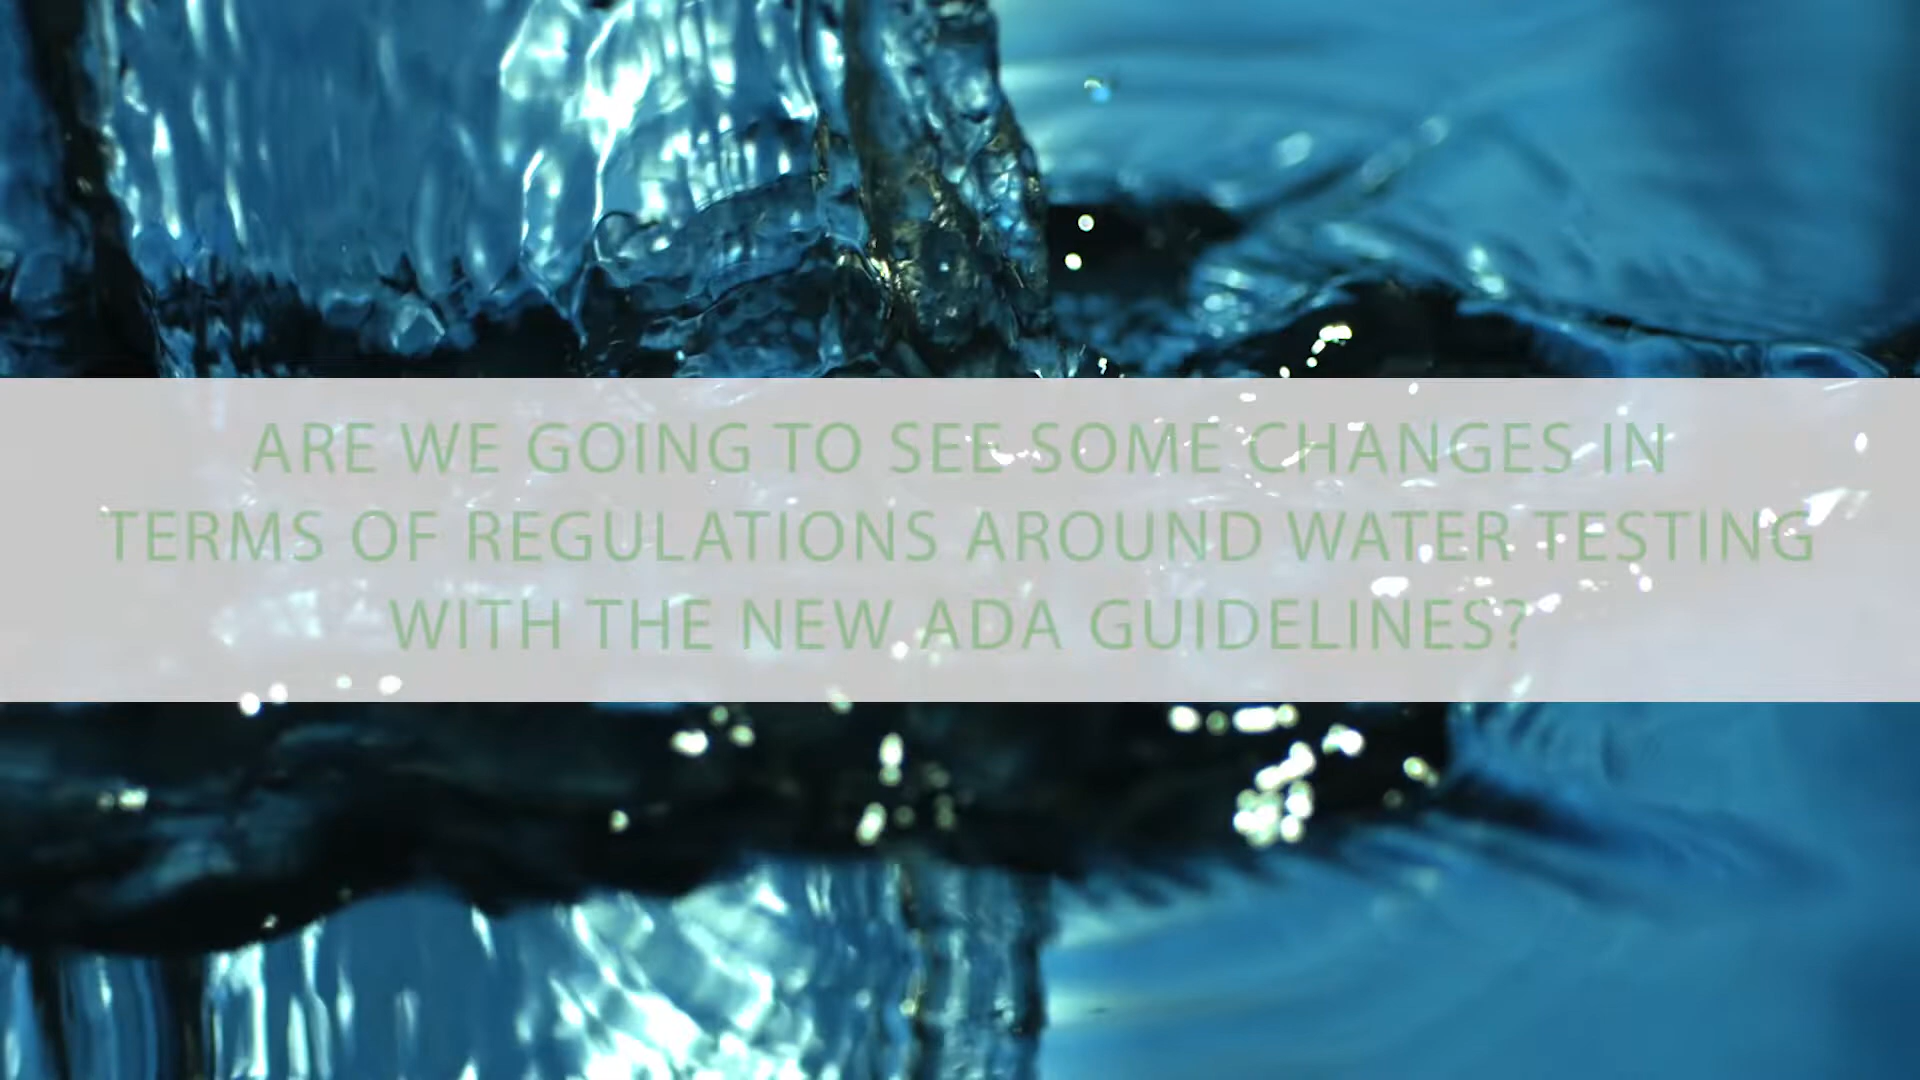 ARE WE GOING TO SEE SOME CHANGES IN
TERMS OF REGULATIONS AROUND WATER TESTING
WITH THE NEW ADA GUIDELINES?